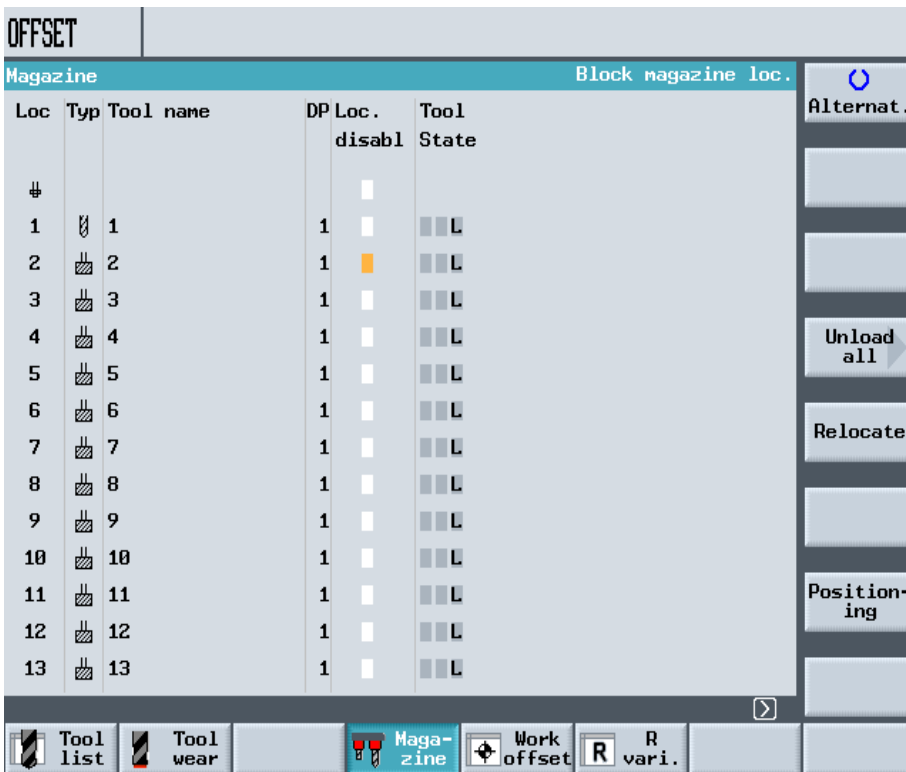 OFFSET
Magazine Block magazine loc.
Loc Typ Tool name DP Loc. Tool
disabl State
1 1 1 L
2 2 1 L
3 3 1 L
4 4 1 L
5 5 1 L
6 6 1 L
7 7 1 L
8 8 1 L
9 9 1 L
10 10 1 L
11 11 1 L
12 12 1 L
13 13 1 L
Alternat.
Unload
all
Relocate
Position-
ing
Tool
list
Tool
wear
Maga-
zine
Work
offset
R
R
vari.